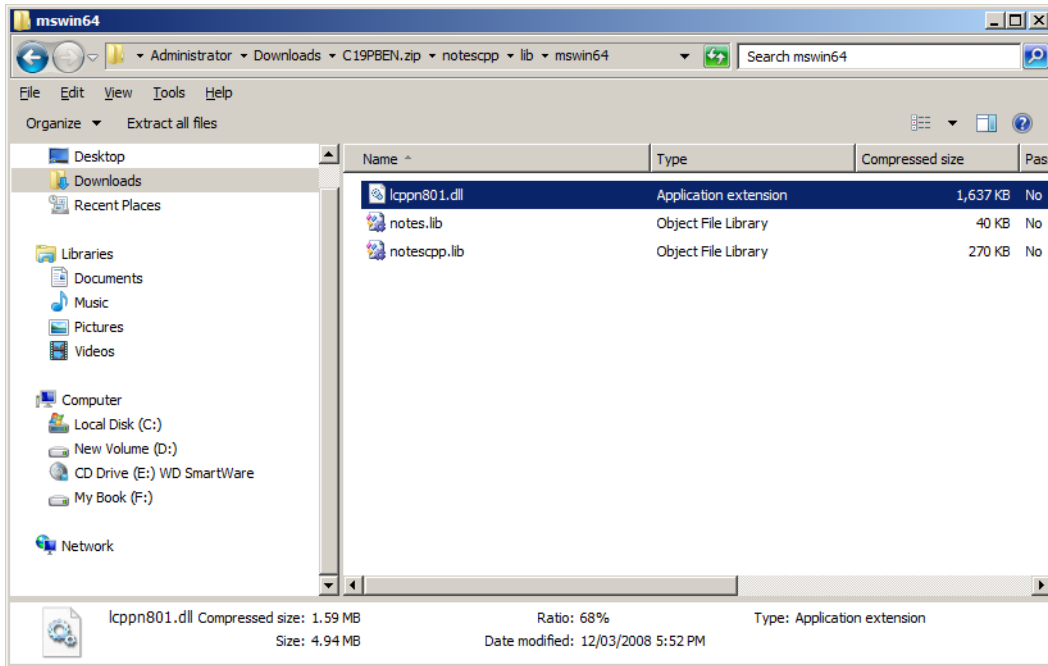 mswin64
Administrator Downloads C19PBEN.zip notescpp lib mswin64 Search mswin64
File Edit View Tools Help
Organize Extract all files
Desktop
Downloads
Recent Places
Libraries
Documents
Music
Pictures
Videos
Computer
Local Disk (C:)
New Volume (D:)
CD Drive (E:) WD SmartWare
My Book (F:)
Network
Name Type Compressed size Pas
lcppn801.dll Application extension 1,637 KB No
notes.lib Object File Library 40 KB No
notescpp.lib Object File Library 270 KB No
lcppn801.dll Compressed size: 1.59 MB Ratio: 68% Type: Application extension
Size: 4.94 MB Date modified: 12/03/2008 5:52 PM